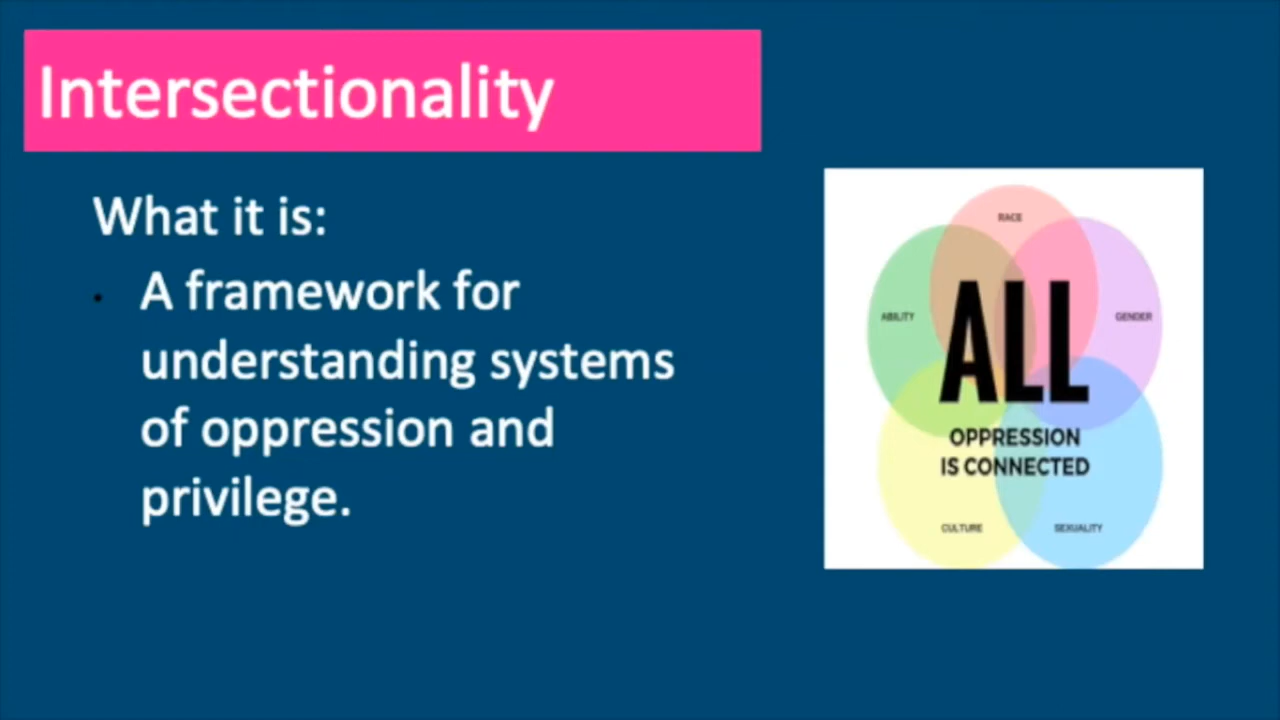 Intersectionality
What it is:
· A framework for
understanding systems
of oppression and
privilege.
RACE
ABILITY
GENDER
ALL
OPPRESSION
IS CONNECTED
CULTURE
SEXUALITY